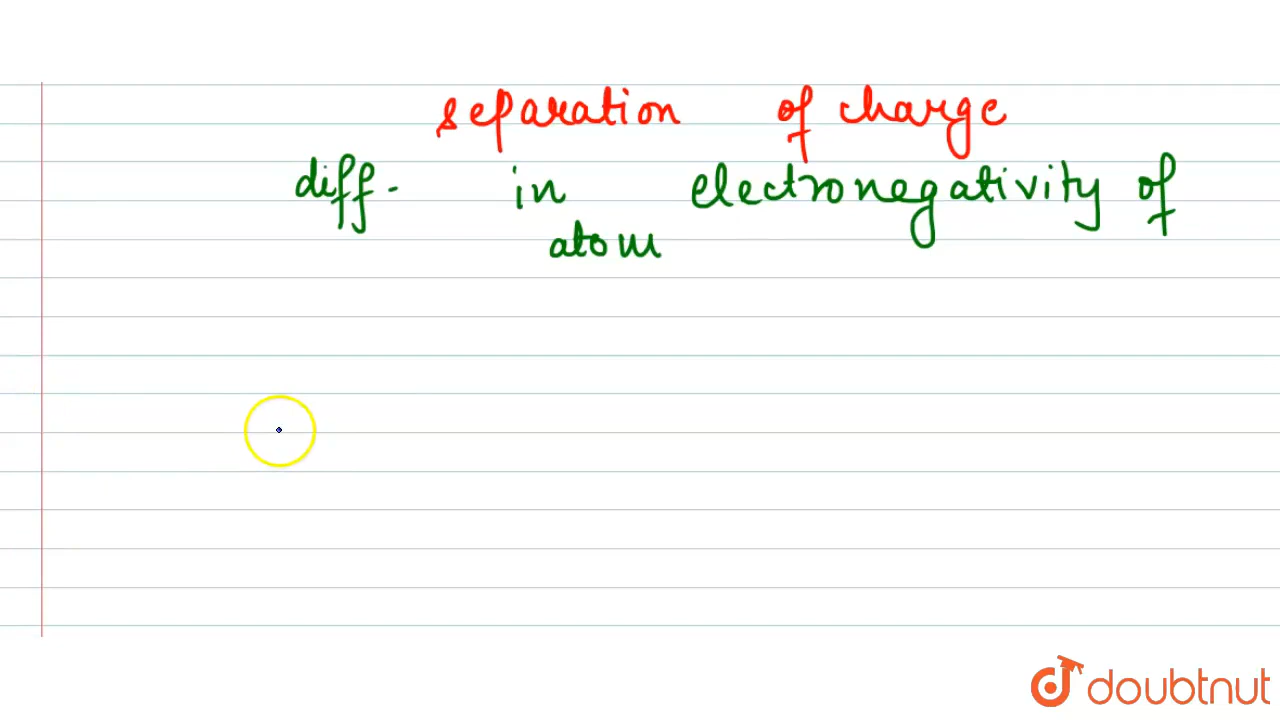 separation of charge
diff. in electronegativity of
atom
doubtnut